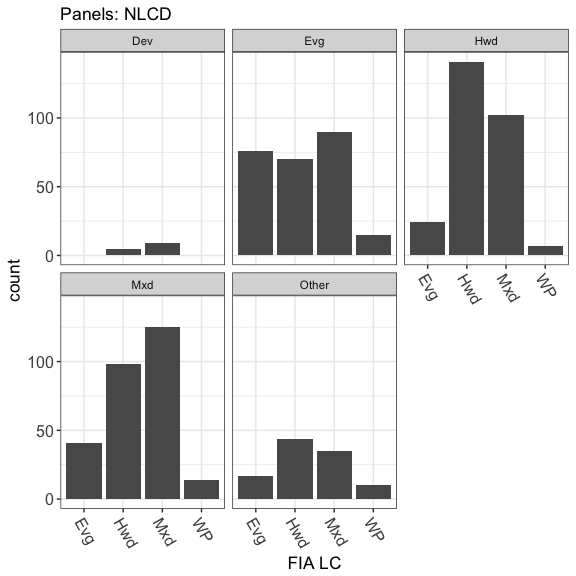 Panels: NLCD
Dev
Evg
Hwd
100
50
0
Evg
Hwd
Mxd
WP
Mxd
Other
100
50
0
Evg
Hwd
Mxd
WP
Evg
Hwd
Mxd
WP
count
FIA LC